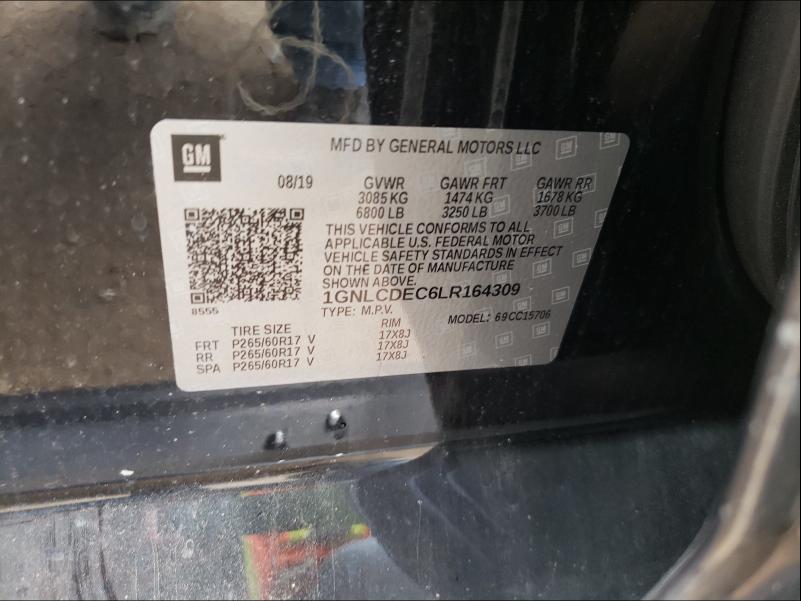 GM
MFD BY GENERAL MOTORS LLC
08/19 GVWR GAWR FRT GAWR RR
3085 KG 1474 KG 1678 KG
6800 LB 3250 LB 3700 LB
THIS VEHICLE CONFORMS TO ALL
APPLICABLE U.S. FEDERAL MOTOR
VEHICLE SAFETY STANDARDS IN EFFECT
ON THE DATE OF MANUFACTURE
SHOWN ABOVE.
1GNLCDEC6LR164309
8555
TYPE: M.P.V. MODEL: 69CC15706
TIRE SIZE RIM
FRT P265/60R17 V 17X8J
RR P265/60R17 V 17X8J
SPA P265/60R17 V 17X8J